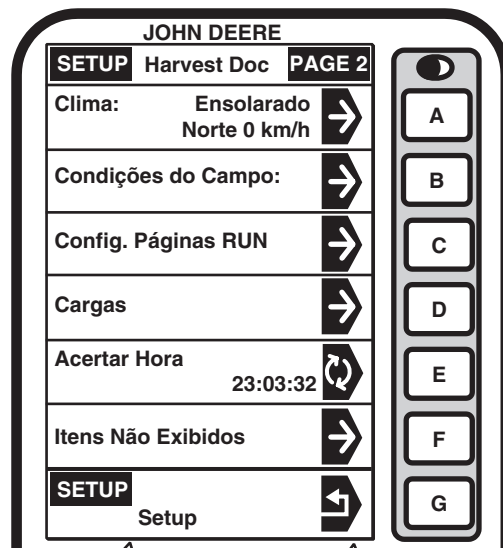 JOHN DEERE
SETUP Harvest Doc PAGE 2
Clima: Ensolarado
Norte 0 km/h
A
Condições do Campo:
B
Config. Páginas RUN
C
Cargas
D
Acertar Hora
23:03:32
E
Itens Não Exibidos
F
SETUP
Setup
G